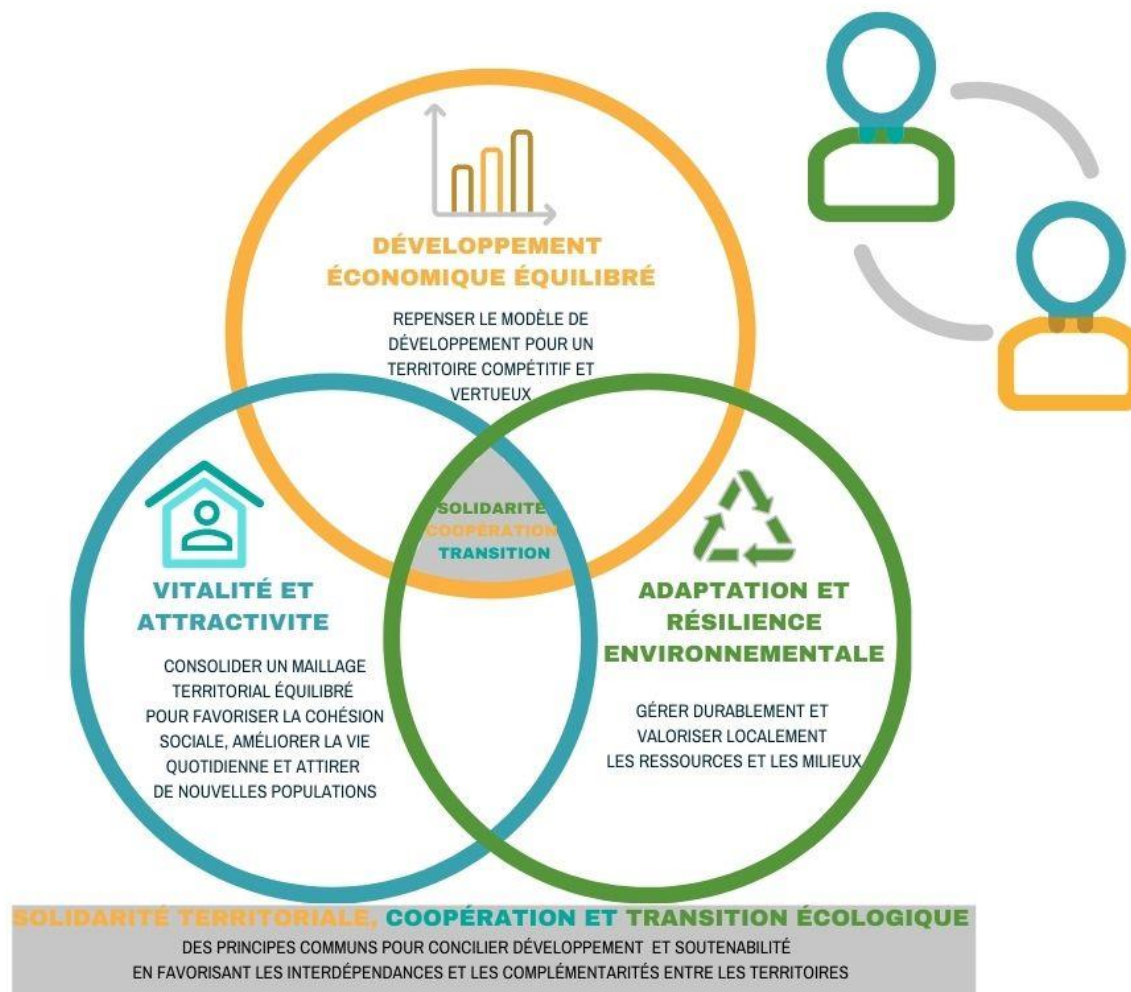 DÉVELOPPEMENT
ÉCONOMIQUE ÉQUILIBRÉ
REPENSER LE MODÈLE DE
DÉVELOPPEMENT POUR UN
TERRITOIRE COMPÉTITIF ET
VERTUEUX
SOLIDARITÉ
COOPÉRATION
TRANSITION
VITALITÉ ET
ATTRACTIVITE
CONSOLIDER UN MAILLAGE
TERRITORIAL ÉQUILIBRÉ
POUR FAVORISER LA COHÉSION
SOCIALE, AMÉLIORER LA VIE
QUOTIDIENNE ET ATTIRER
DE NOUVELLES POPULATIONS
ADAPTATION ET
RÉSILIENCE
ENVIRONNEMENTALE
GÉRER DURABLEMENT ET
VALORISER LOCALEMENT
LES RESSOURCES ET LES MILIEUX
SOLIDARITÉ TERRITORIALE, COOPÉRATION ET TRANSITION ÉCOLOGIQUE
DES PRINCIPES COMMUNS POUR CONCILIER DÉVELOPPEMENT ET SOUTENABILITÉ
EN FAVORISANT LES INTERDÉPENDANCES ET LES COMPLÉMENTARITÉS ENTRE LES TERRITOIRES